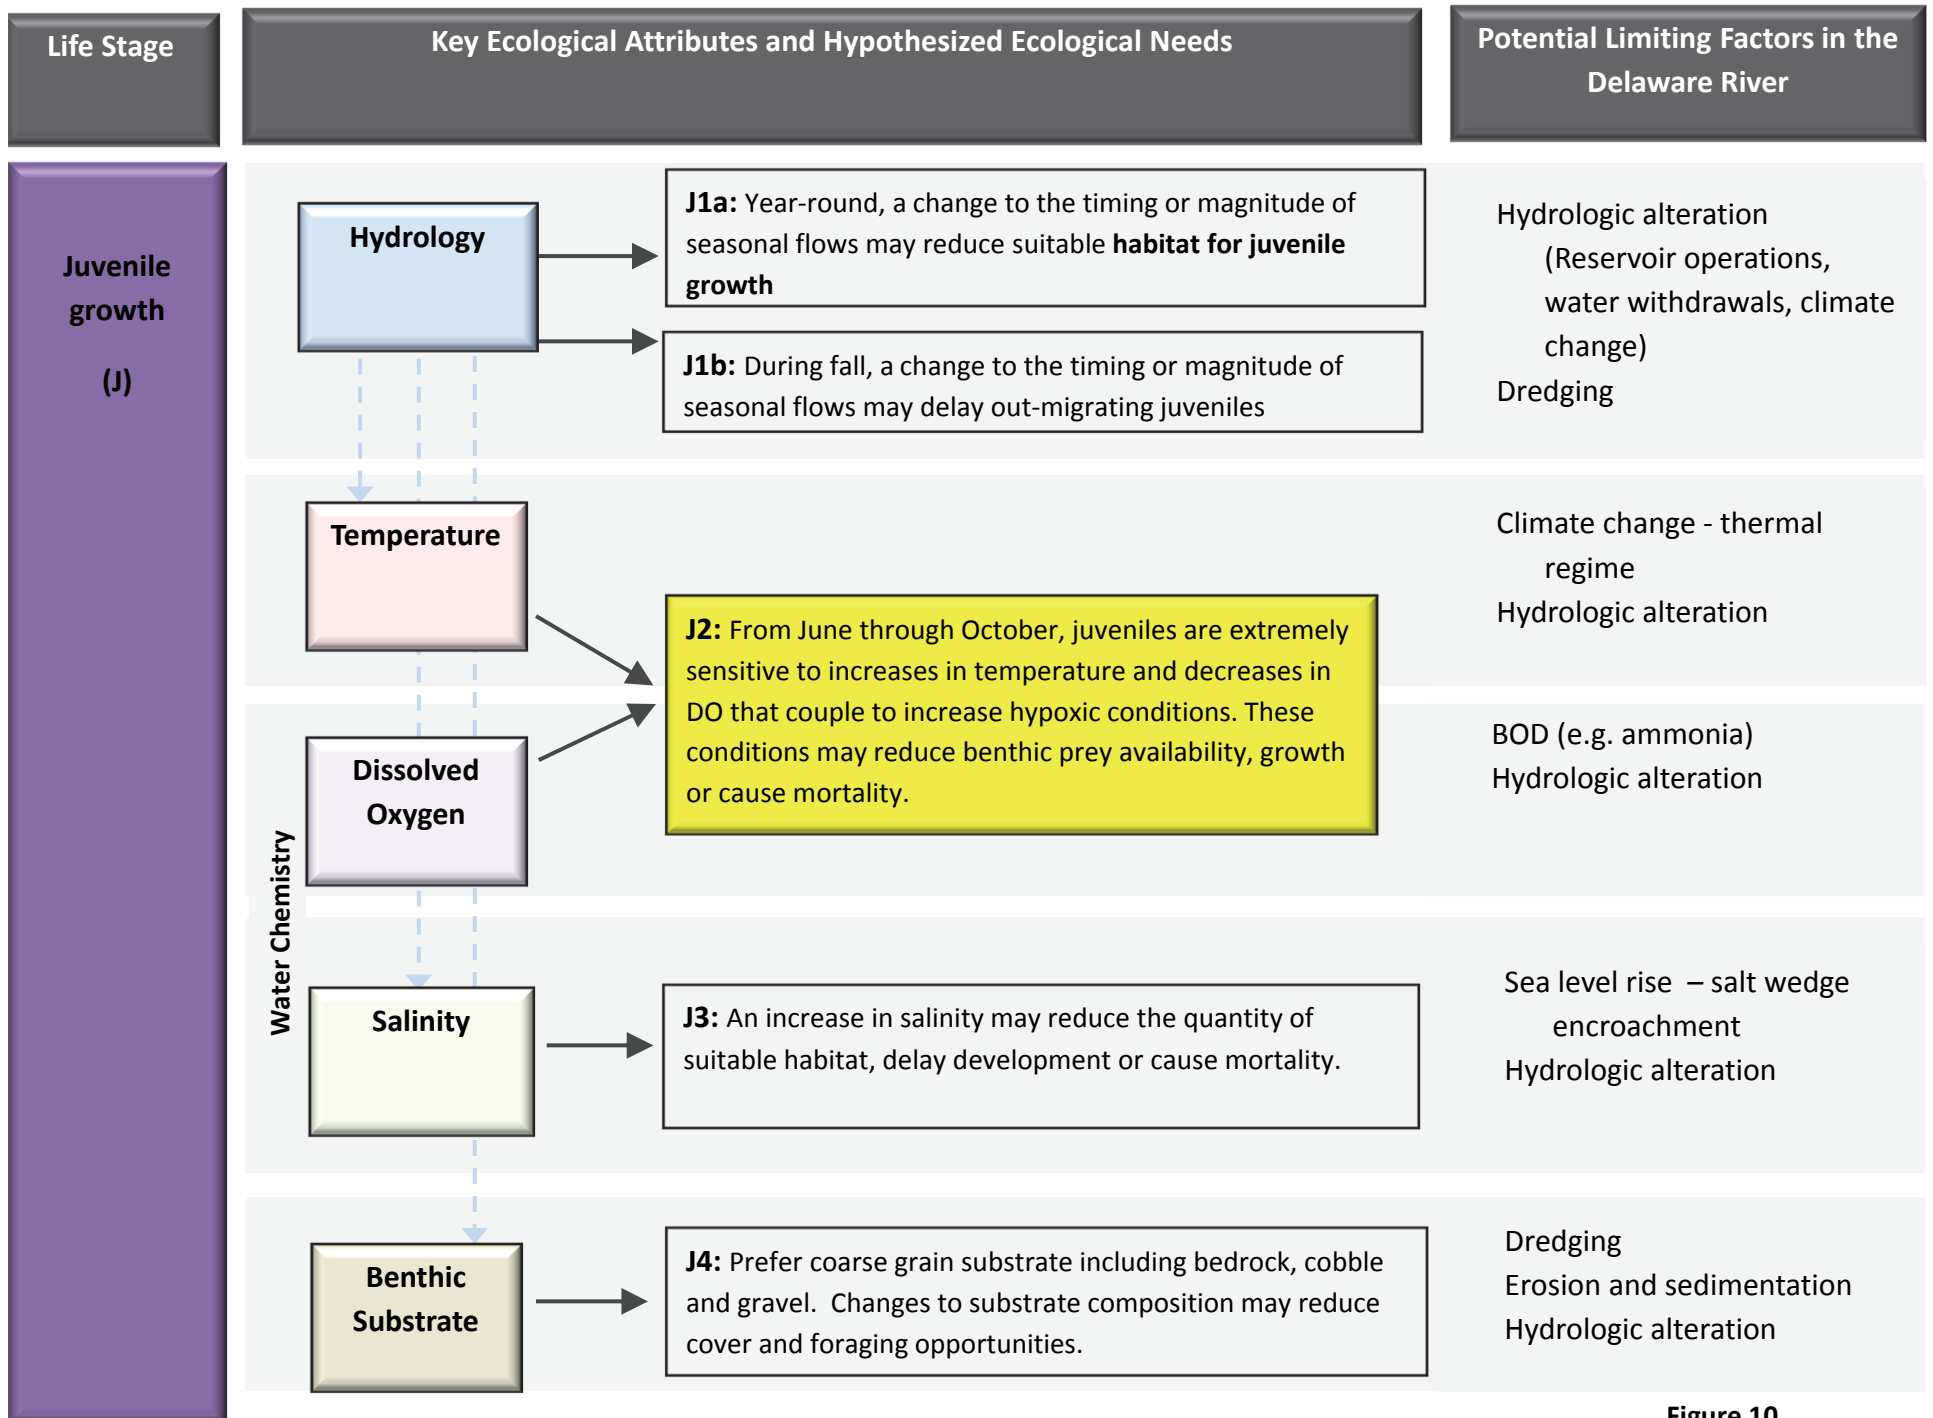 Life Stage
Key Ecological Attributes and Hypothesized Ecological Needs
Potential Limiting Factors in the
Delaware River
Juvenile
growth
(J)
Hydrology
J1a: Year-round, a change to the timing or magnitude of
seasonal flows may reduce suitable habitat for juvenile
growth
J1b: During fall, a change to the timing or magnitude of
seasonal flows may delay out-migrating juveniles
Hydrologic alteration
(Reservoir operations,
water withdrawals, climate
change)
Dredging
Temperature
Climate change - thermal
regime
Hydrologic alteration
J2: From June through October, juveniles are extremely
sensitive to increases in temperature and decreases in
DO that couple to increase hypoxic conditions. These
conditions may reduce benthic prey availability, growth
or cause mortality.
Dissolved
Oxygen
BOD (e.g. ammonia)
Hydrologic alteration
Water Chemistry
Salinity
J3: An increase in salinity may reduce the quantity of
suitable habitat, delay development or cause mortality.
Sea level rise – salt wedge
encroachment
Hydrologic alteration
Benthic
Substrate
J4: Prefer coarse grain substrate including bedrock, cobble
and gravel. Changes to substrate composition may reduce
cover and foraging opportunities.
Dredging
Erosion and sedimentation
Hydrologic alteration
Figure 10